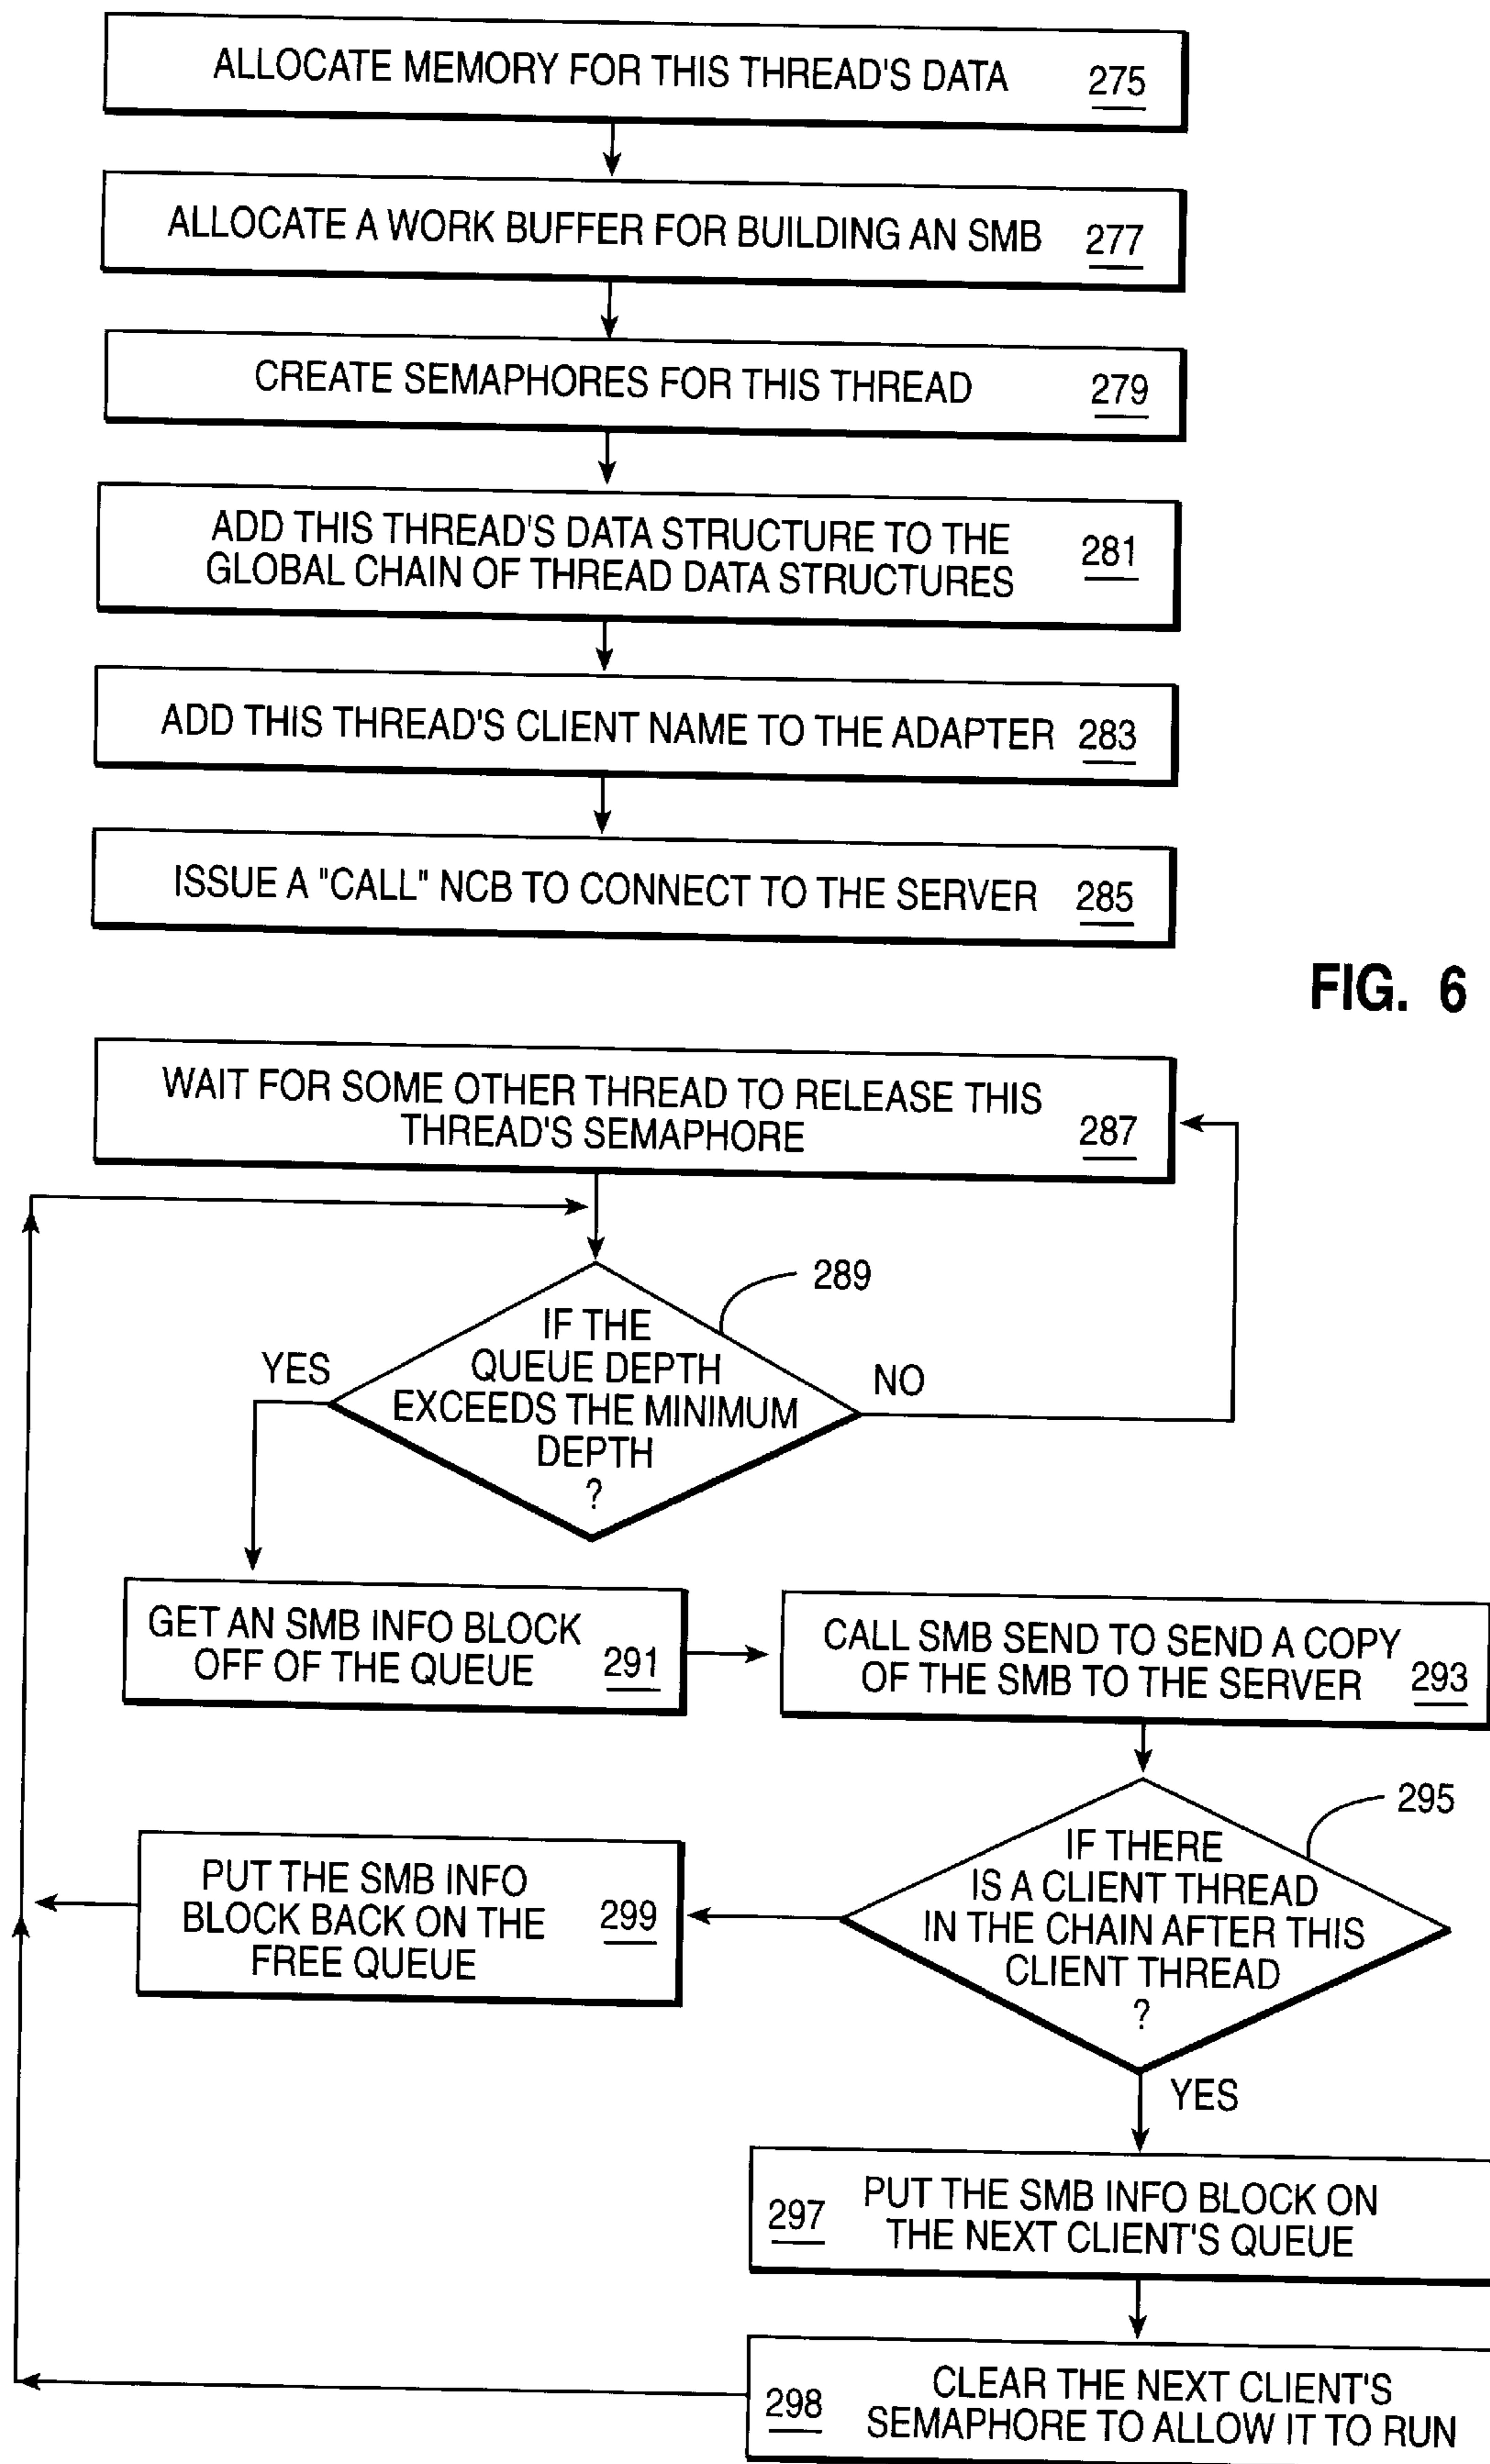 ALLOCATE MEMORY FOR THIS THREAD'S DATA 275
ALLOCATE A WORK BUFFER FOR BUILDING AN SMB 277
CREATE SEMAPHORES FOR THIS THREAD 279
ADD THIS THREAD'S DATA STRUCTURE TO THE
GLOBAL CHAIN OF THREAD DATA STRUCTURES
281
ADD THIS THREAD'S CLIENT NAME TO THE ADAPTER 283
ISSUE A "CALL" NCB TO CONNECT TO THE SERVER 285
FIG. 6
WAIT FOR SOME OTHER THREAD TO RELEASE THIS
THREAD'S SEMAPHORE 287
289
IF THE
QUEUE DEPTH
EXCEEDS THE MINIMUM
DEPTH
?
YES
NO
GET AN SMB INFO BLOCK
OFF OF THE QUEUE 291
CALL SMB SEND TO SEND A COPY
OF THE SMB TO THE SERVER 293
295
IF THERE
IS A CLIENT THREAD
IN THE CHAIN AFTER THIS
CLIENT THREAD
?
PUT THE SMB INFO
BLOCK BACK ON THE 299
FREE QUEUE
YES
PUT THE SMB INFO BLOCK ON
297 THE NEXT CLIENT'S QUEUE
CLEAR THE NEXT CLIENT'S
298 SEMAPHORE TO ALLOW IT TO RUN